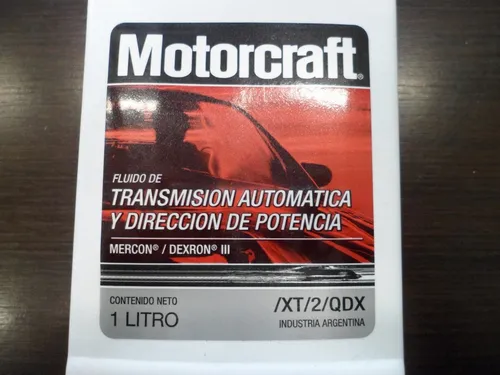 Motorcraft®
FLUIDO DE
TRANSMISION AUTOMATICA
Y DIRECCION DE POTENCIA
MERCON® / DEXRON® III
CONTENIDO NETO
1 LITRO
/XT/2/QDX
INDUSTRIA ARGENTINA